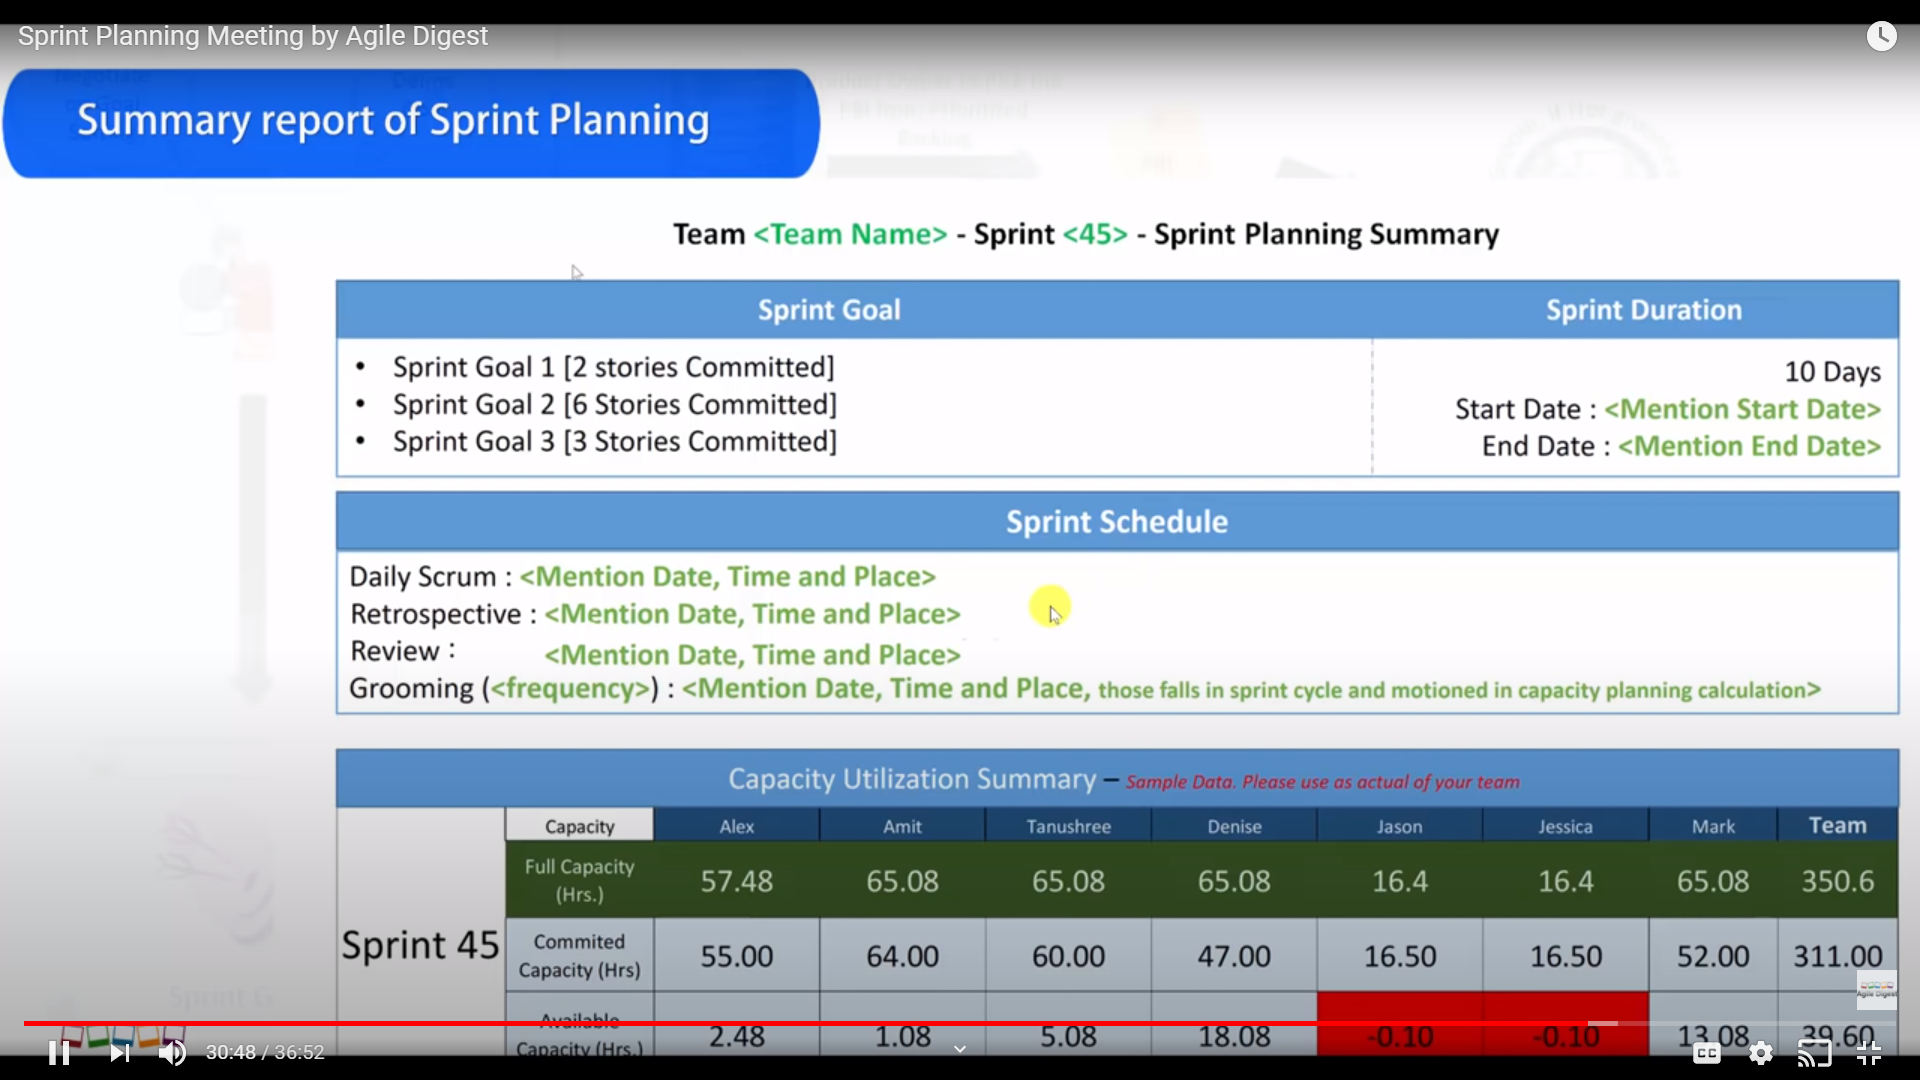 Sprint Planning Meeting by Agile Digest
Summary report of Sprint Planning
Team <Team Name> - Sprint <45> - Sprint Planning Summary
Sprint Goal Sprint Duration
• Sprint Goal 1 [2 stories Committed]
• Sprint Goal 2 [6 Stories Committed]
• Sprint Goal 3 [3 Stories Committed]
10 Days
Start Date : <Mention Start Date>
End Date : <Mention End Date>
Sprint Schedule
Daily Scrum : <Mention Date, Time and Place>
Retrospective : <Mention Date, Time and Place>
Review : <Mention Date, Time and Place>
Grooming (<frequency>) : <Mention Date, Time and Place, those falls in sprint cycle and motioned in capacity planning calculation>
Capacity Utilization Summary – Sample Data. Please use as actual of your team
Capacity Alex Amit Tanushree Denise Jason Jessica Mark Team
Full Capacity (Hrs.) 57.48 65.08 65.08 65.08 16.4 16.4 65.08 350.6
Sprint 45
Commited Capacity (Hrs) 55.00 64.00 60.00 47.00 16.50 16.50 52.00 311.00
Available Capacity (Hrs.) 2.48 1.08 5.08 18.08 -0.10 -0.10 13.08 39.60
Agile Digest
Sprint G
30:48 / 36:52
CC